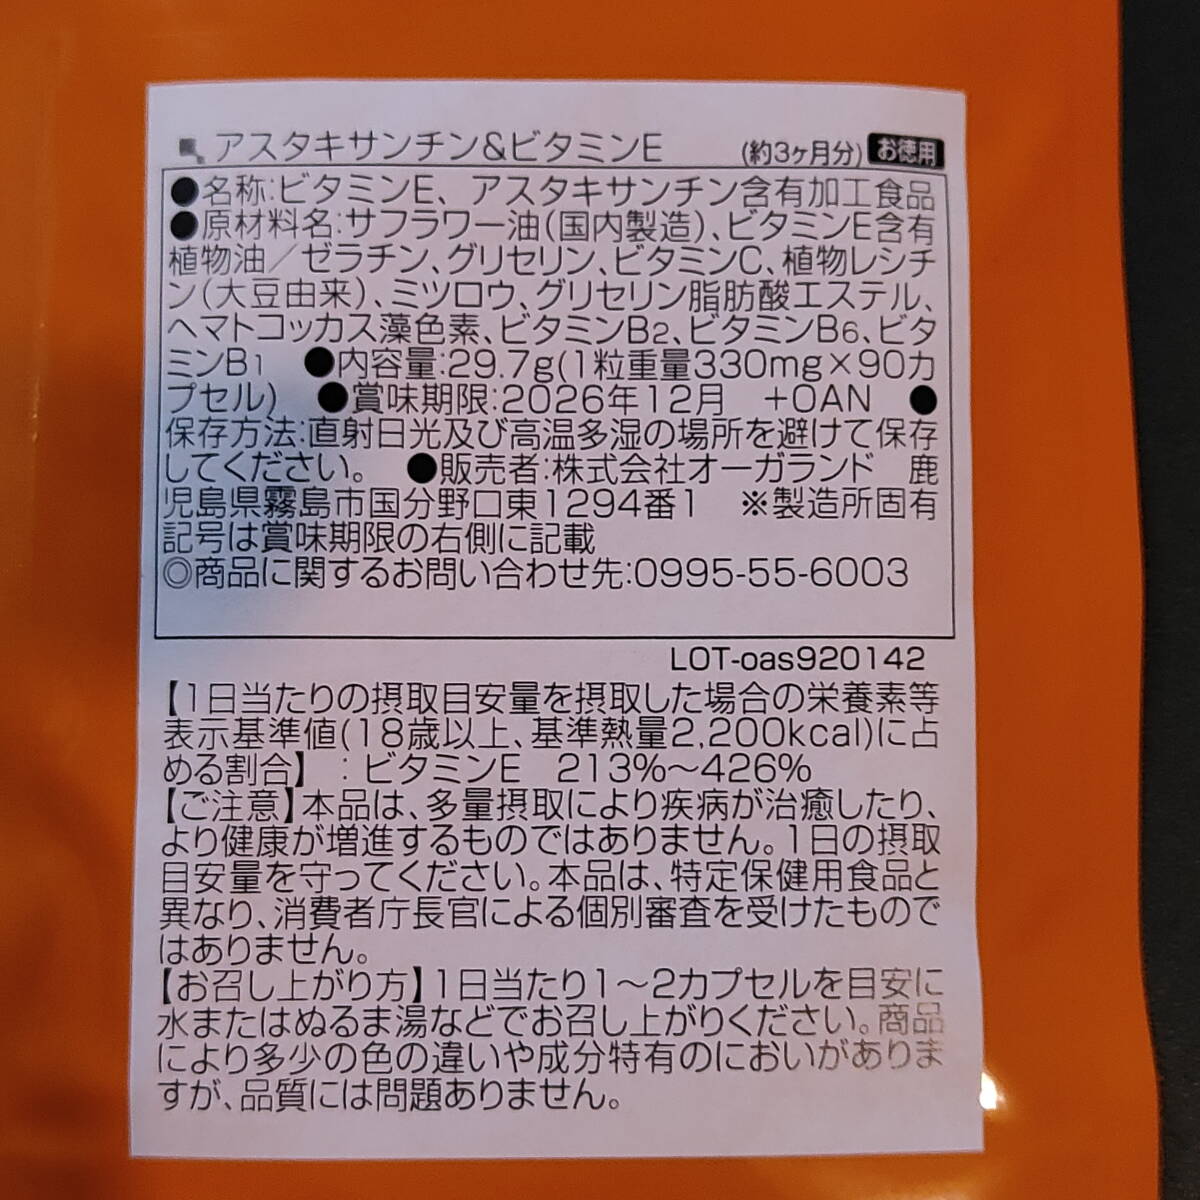 アスタキサンチン&ビタミンE (約3ヶ月分) お徳用
●名称:ビタミンE、アスタキサンチン含有加工食品
●原材料名:サフラワー油(国内製造)、ビタミンE含有
植物油／ゼラチン、グリセリン、ビタミンC、植物レシチ
ン(大豆由来)、ミツロウ、グリセリン脂肪酸エステル、
ヘマトコッカス藻色素、ビタミンB2、ビタミンB6、ビタ
ミンB1 ●内容量:29.7g(1粒重量330mg×90カ
プセル) ●賞味期限:2026年12月 +OAN ●
保存方法:直射日光及び高温多湿の場所を避けて保存
してください。 ●販売者:株式会社オーガランド 鹿
児島県霧島市国分野口東1294番1 ※製造所固有
記号は賞味期限の右側に記載
◎商品に関するお問い合わせ先:0995-55-6003
LOT-oas920142
【1日当たりの摂取目安量を摂取した場合の栄養素等
表示基準値(18歳以上、基準熱量2,200kcal)に占
める割合】:ビタミンE 213%～426%
【ご注意】本品は、多量摂取により疾病が治癒したり、
より健康が増進するものではありません。1日の摂取
目安量を守ってください。本品は、特定保健用食品と
異なり、消費者庁長官による個別審査を受けたもので
はありません。
【お召し上がり方】1日当たり1～2カプセルを目安に
水またはぬるま湯などでお召し上がりください。商品
により多少の色の違いや成分特有のにおいがありま
すが、品質には問題ありません。